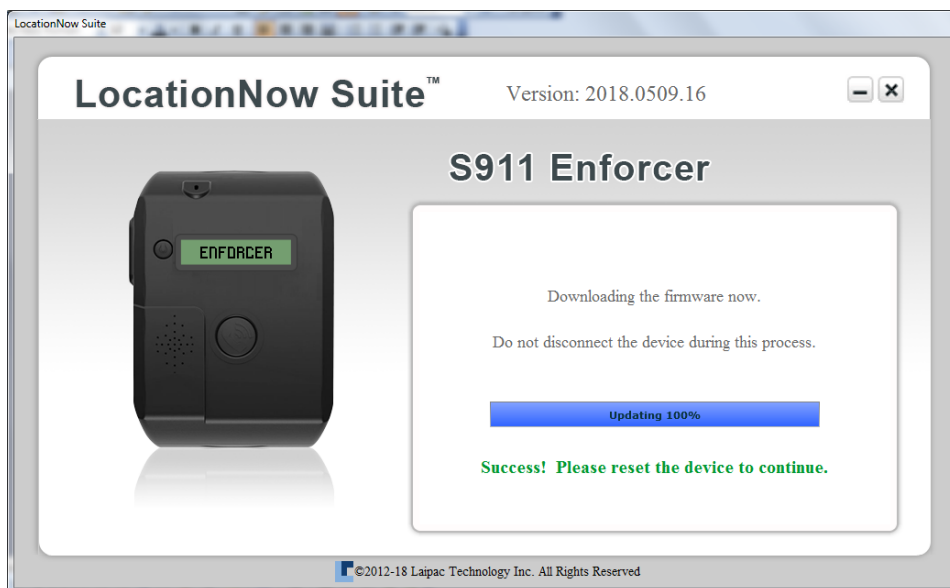 LocationNow Suite
LocationNow Suite™
Version: 2018.0509.16
S911 Enforcer
ENFORCER
Downloading the firmware now.
Do not disconnect the device during this process.
Updating 100%
Success! Please reset the device to continue.
©2012-18 Laipac Technology Inc. All Rights Reserved